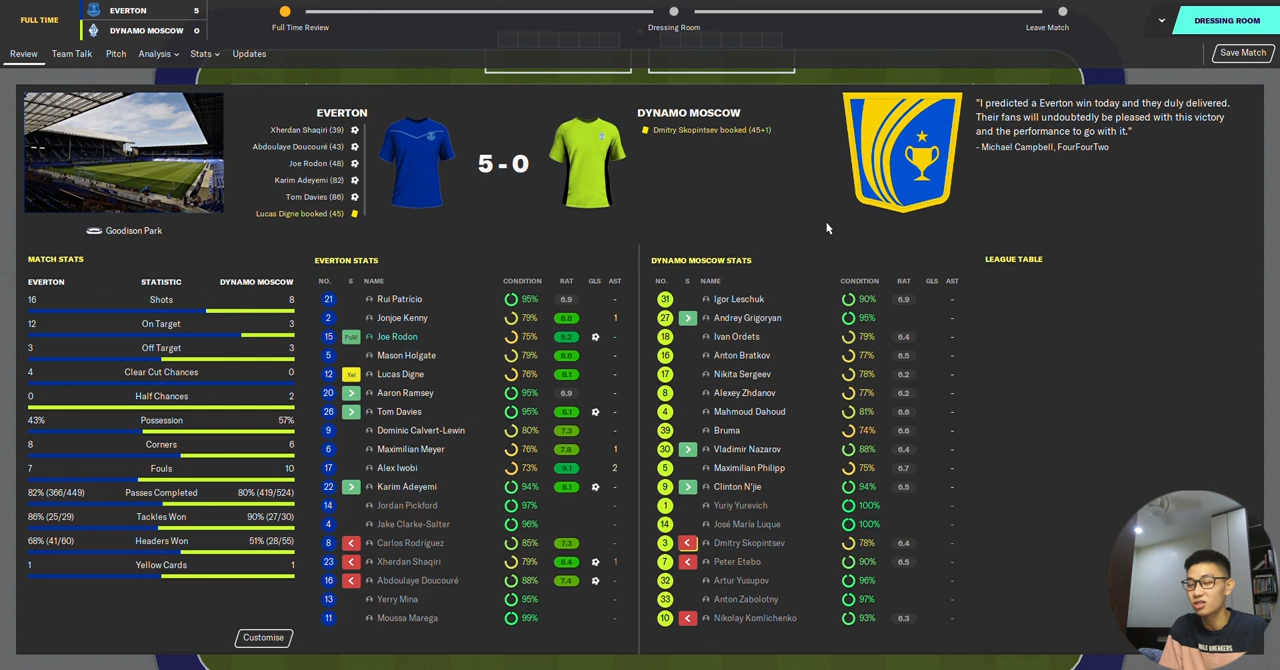 FULL TIME
EVERTON 5
DYNAMO MOSCOW 0
Full Time Review
Dressing Room
Leave Match
DRESSING ROOM
Review Team Talk Pitch Analysis Stats Updates
Save Match
Goodison Park
EVERTON
Xherdan Shaqiri (39)
Abdoulaye Doucouré (43)
Joe Rodon (48)
Karim Adeyemi (82)
Tom Davies (86)
Lucas Digne booked (45)
5 - 0
DYNAMO MOSCOW
Dmitry Skopintsev booked (45+1)
"I predicted a Everton win today and they duly delivered.
Their fans will undoubtedly be pleased with this victory
and the performance to go with it."
- Michael Campbell, FourFourTwo
MATCH STATS
EVERTON STATISTIC DYNAMO MOSCOW
16 Shots 8
12 On Target 3
3 Off Target 3
4 Clear Cut Chances 0
0 Half Chances 2
43% Possession 57%
8 Corners 6
7 Fouls 10
82% (366/449) Passes Completed 80% (419/524)
86% (25/29) Tackles Won 90% (27/30)
68% (41/60) Headers Won 51% (28/55)
1 Yellow Cards 1
Customise
EVERTON STATS
NO. S NAME CONDITION RAT GLS AST
21 Rui Patrício 95% 6.9 -
2 Jonjoe Kenny 79% 8.8 1
15 PoM Joe Rodon 75% 9.2 -
5 Mason Holgate 79% 8.6 -
12 Yel Lucas Digne 76% 8.1 -
20 Aaron Ramsey 95% 6.9 -
26 Tom Davies 95% 8.1 -
9 Dominic Calvert-Lewin 80% 7.3 -
6 Maximilian Meyer 76% 7.8 1
17 Alex Iwobi 73% 9.1 2
22 Karim Adeyemi 94% 8.1 -
14 Jordan Pickford 97% -
4 Jake Clarke-Salter 96% -
8 Carlos Rodríguez 85% 7.3 -
23 Xherdan Shaqiri 79% 8.4 1
16 Abdoulaye Doucouré 88% 7.4 -
13 Yerry Mina 95% -
11 Moussa Marega 99% -
DYNAMO MOSCOW STATS
NO. S NAME CONDITION RAT GLS AST
31 Igor Leschuk 90% 6.9 -
27 Andrey Grigoryan 95% -
18 Ivan Ordets 79% 6.4 -
16 Anton Bratkov 77% 6.5 -
17 Nikita Sergeev 78% 6.2 -
8 Alexey Zhdanov 77% 6.2 -
4 Mahmoud Dahoud 81% 6.6 -
39 Bruma 74% 6.6 -
30 Vladimir Nazarov 88% 6.4 -
5 Maximilian Philipp 75% 6.7 -
9 Clinton N'jie 94% 6.5 -
1 Yuriy Yurevich 100% -
14 José María Luque 100% -
3 Dmitry Skopintsev 78% 6.4 -
7 Peter Etebo 90% 6.5 -
32 Artur Yusupov 96% -
33 Anton Zabolotny 97% -
10 Nikolay Komlichenko 93% 6.3 -
LEAGUE TABLE